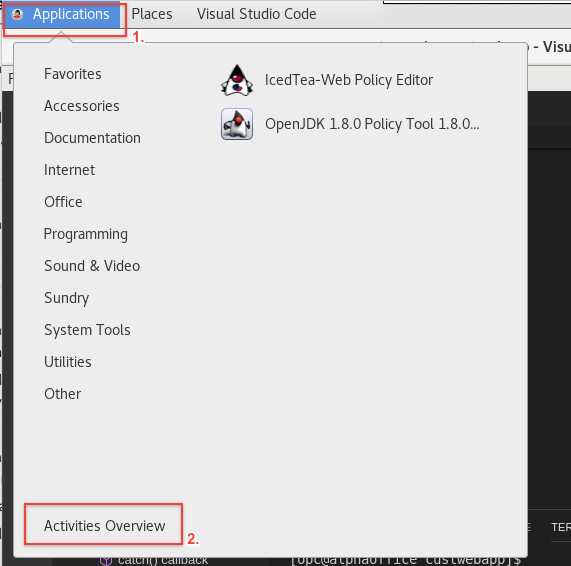 Applications Places Visual Studio Code
1.
- Visu
Favorites
IcedTea-Web Policy Editor
Accessories
OpenJDK 1.8.0 Policy Tool 1.8.0...
Documentation
Internet
Office
Programming
Sound & Video
Sundry
System Tools
Utilities
Other
Activities Overview
2.
TER
catch() callback
[opc@alphaoffice custwebapp]$